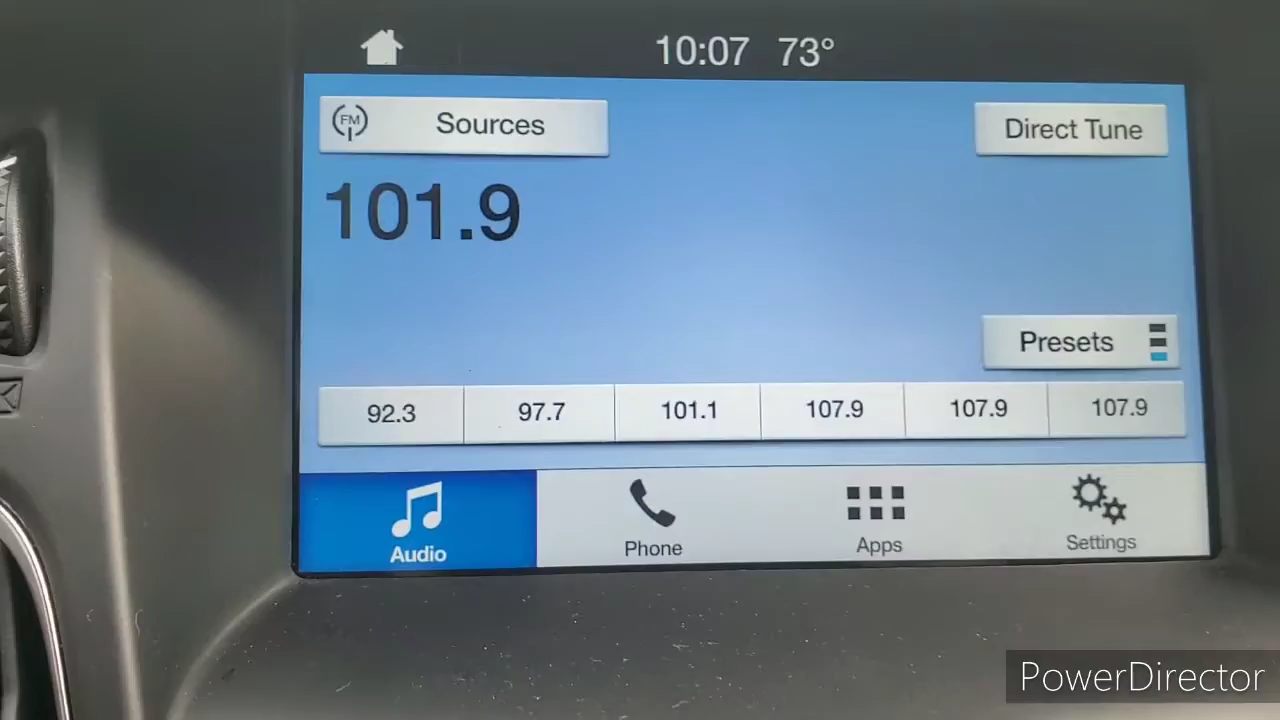 10:07 73°
FM Sources
Direct Tune
101.9
Presets
92.3 97.7 101.1 107.9 107.9 107.9
Audio Phone Apps Settings
PowerDirector